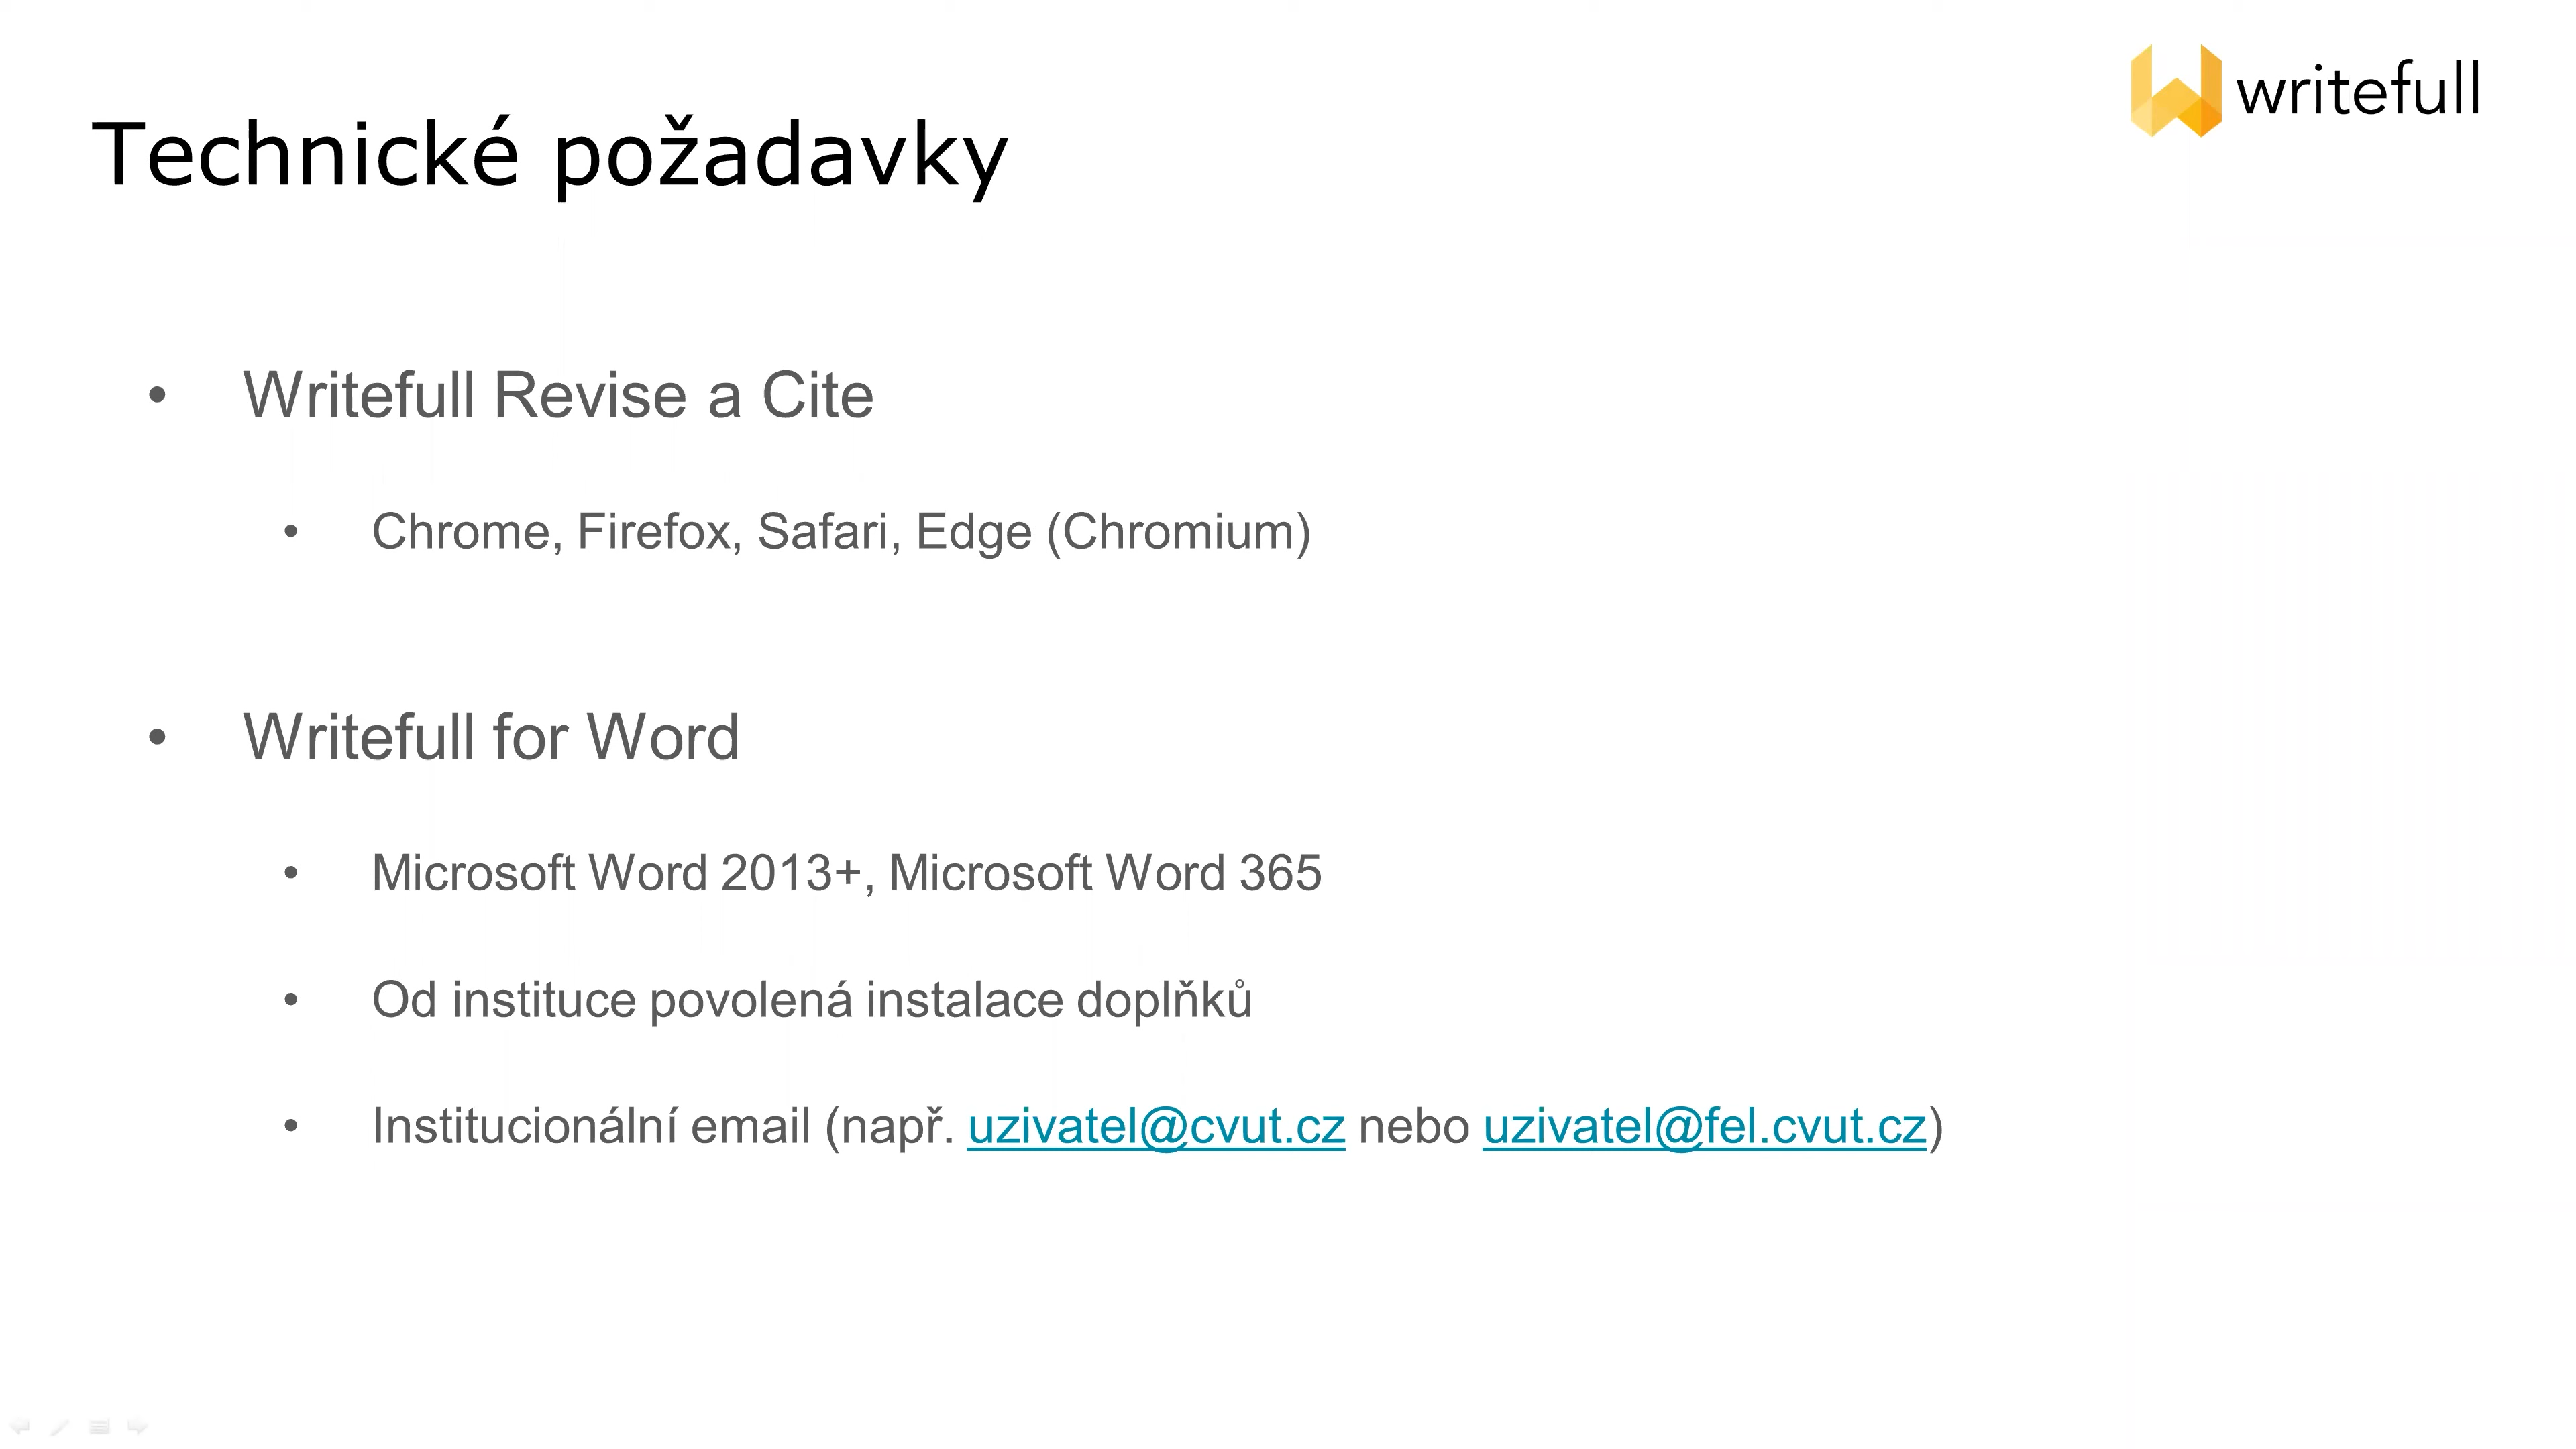 writefull
Technické požadavky
• Writefull Revise a Cite
• Chrome, Firefox, Safari, Edge (Chromium)
• Writefull for Word
• Microsoft Word 2013+, Microsoft Word 365
• Od instituce povolená instalace doplňků
• Institucionální email (např. uzivatel@cvut.cz nebo uzivatel@fel.cvut.cz)